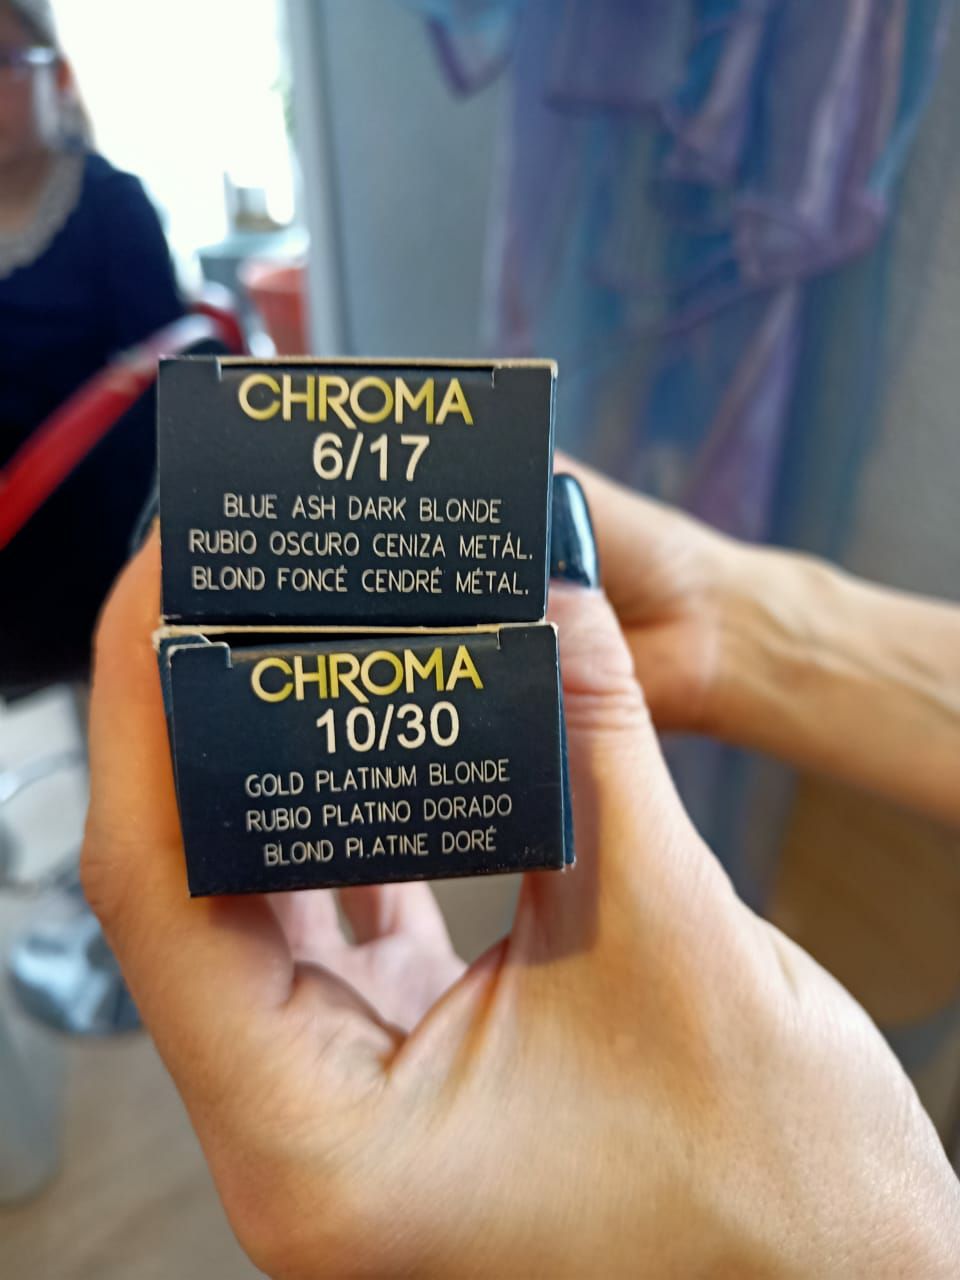 CHROMA
6/17
BLUE ASH DARK BLONDE
RUBIO OSCURO CENIZA METÁL.
BLOND FONCÉ CENDRÉ MÉTAL.
CHROMA
10/30
GOLD PLATINUM BLONDE
RUBIO PLATINO DORADO
BLOND PLATINE DORÉ